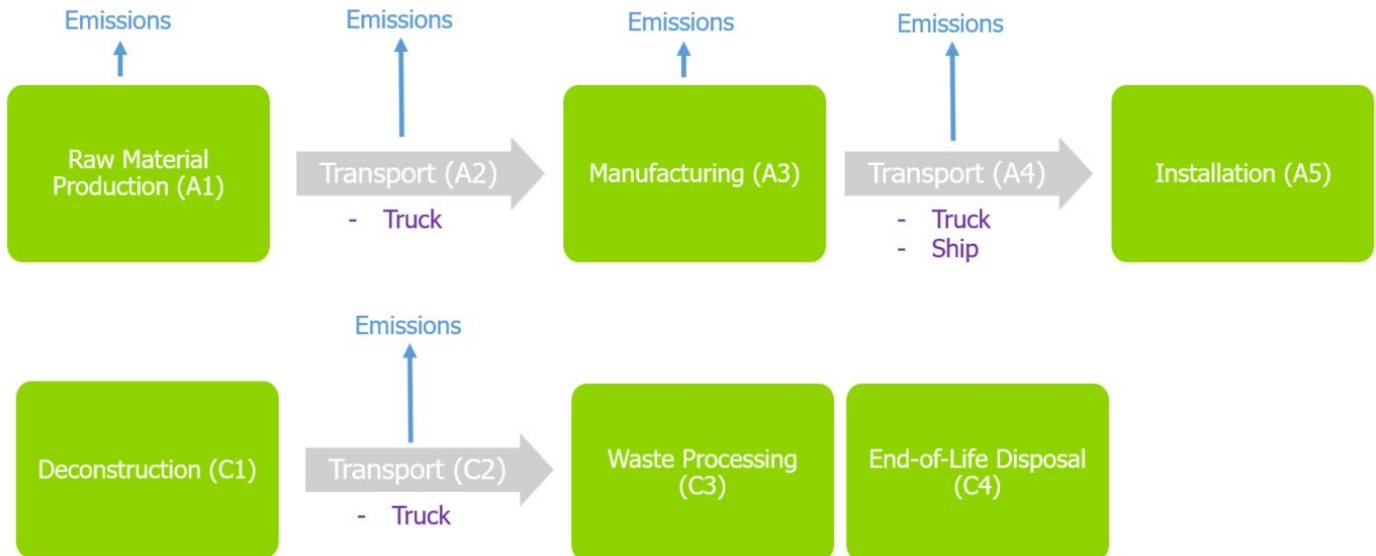 Emissions
Emissions
Emissions
Emissions
Raw Material
Production (A1)
Transport (A2)
- Truck
Manufacturing (A3)
Transport (A4)
- Truck
- Ship
Installation (A5)
Emissions
Deconstruction (C1)
Transport (C2)
- Truck
Waste Processing
(C3)
End-of-Life Disposal
(C4)